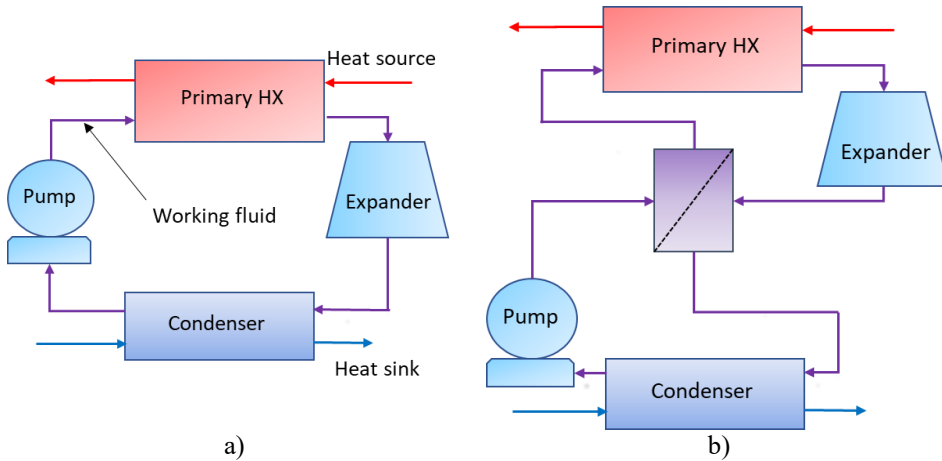 Primary HX
Heat source
Pump
Expander
Working fluid
Condenser
Heat sink
a)
Primary HX
Expander
Pump
Condenser
b)